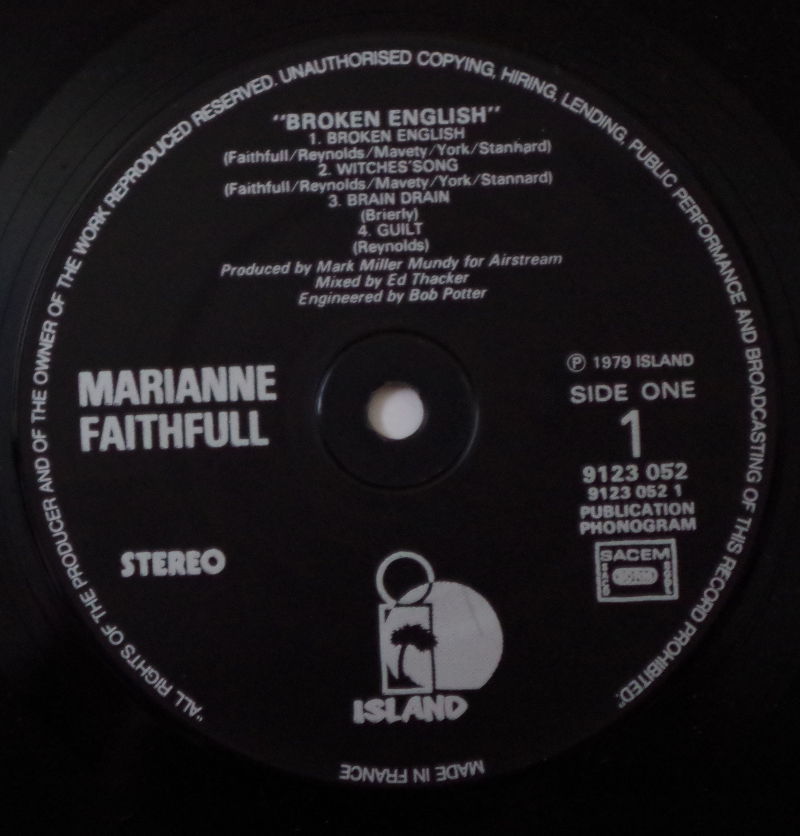 "ALL RIGHTS OF THE PRODUCER AND OF THE OWNER OF THE WORK REPRODUCED RESERVED. UNAUTHORISED COPYING, HIRING, LENDING, PUBLIC PERFORMANCE AND BROADCASTING OF THIS RECORD PROHIBITED."
"BROKEN ENGLISH"
1. BROKEN ENGLISH
(Faithfull/Reynolds/Mavety/York/Stannard)
2. WITCHES'SONG
(Faithfull/Reynolds/Mavety/York/Stannard)
3. BRAIN DRAIN
(Brierly)
4. GUILT
(Reynolds)
Produced by Mark Miller Mundy for Airstream
Mixed by Ed Thacker
Engineered by Bob Potter
MARIANNE
FAITHFULL
℗ 1979 ISLAND
SIDE ONE
1
9123 052
9123 052 1
PUBLICATION
PHONOGRAM
STEREO
SACEM
ISLAND
MADE IN FRANCE